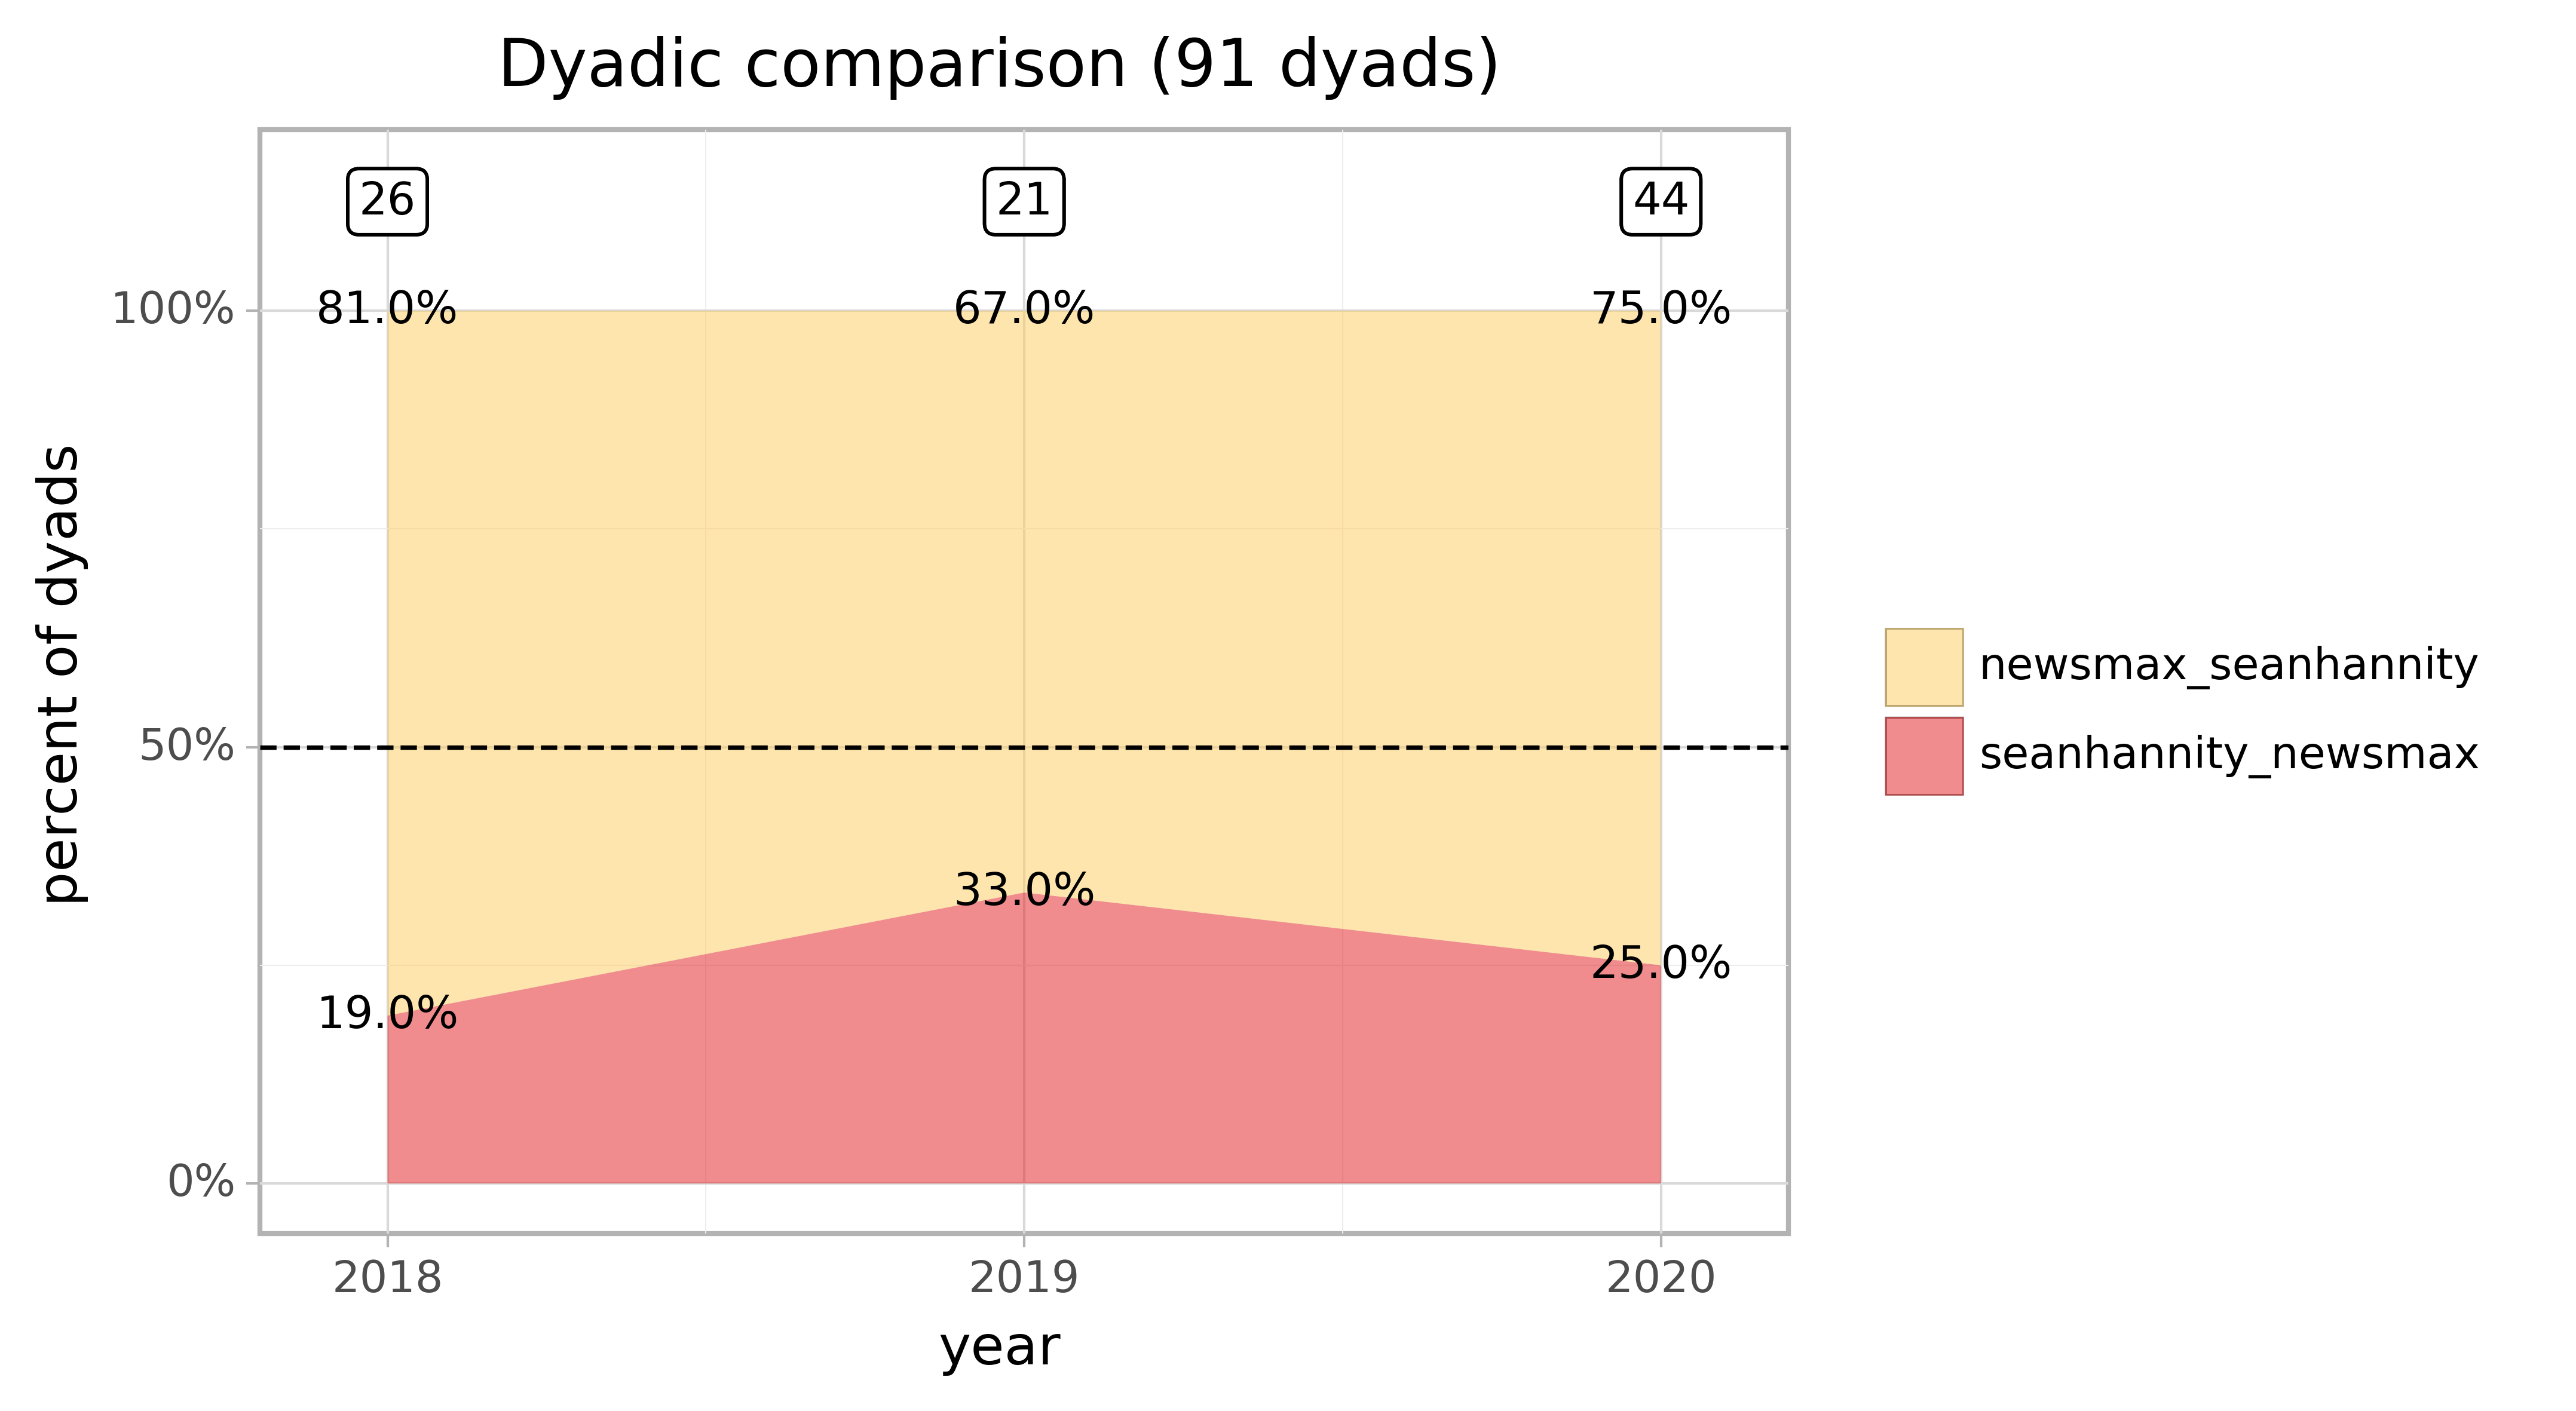 Dyadic comparison (91 dyads)
26 21 44
100% 81.0% 67.0% 75.0%
percent of dyads
50%
33.0%
25.0%
19.0%
0%
2018 2019 2020
year
newsmax_seanhannity
seanhannity_newsmax